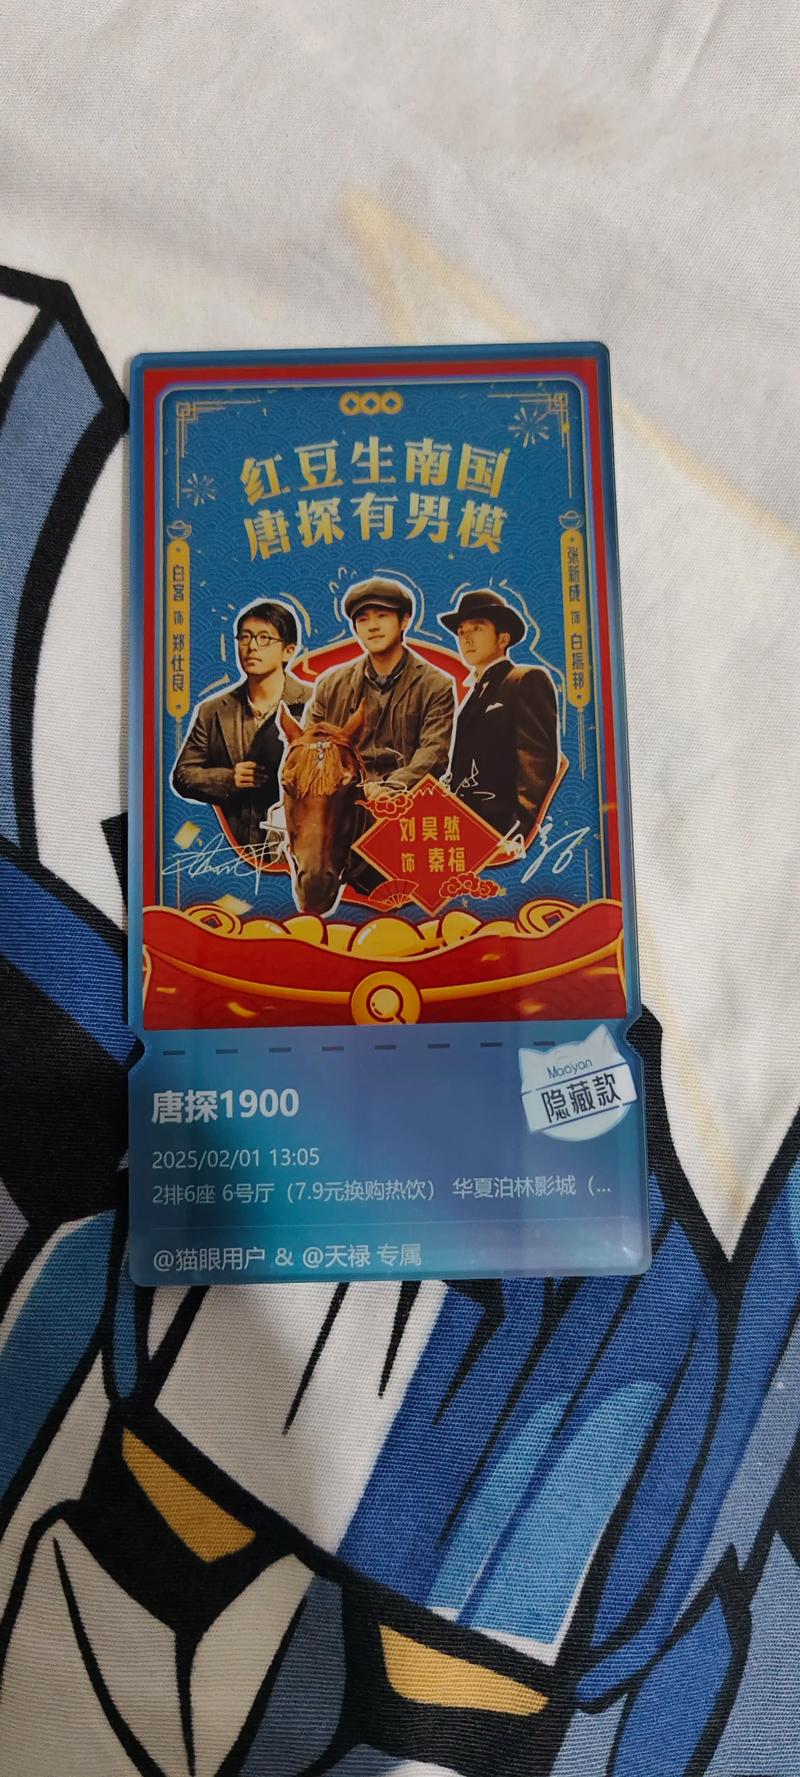 红豆生南国
唐探有男模
白客 饰 郑仕良
张新成 饰 白振邦
刘昊然
饰 秦福
Maoyan
隐藏款
唐探1900
2025/02/01 13:05
2排6座 6号厅（7.9元换购热饮） 华夏泊林影城（...
@猫眼用户 & @天禄 专属